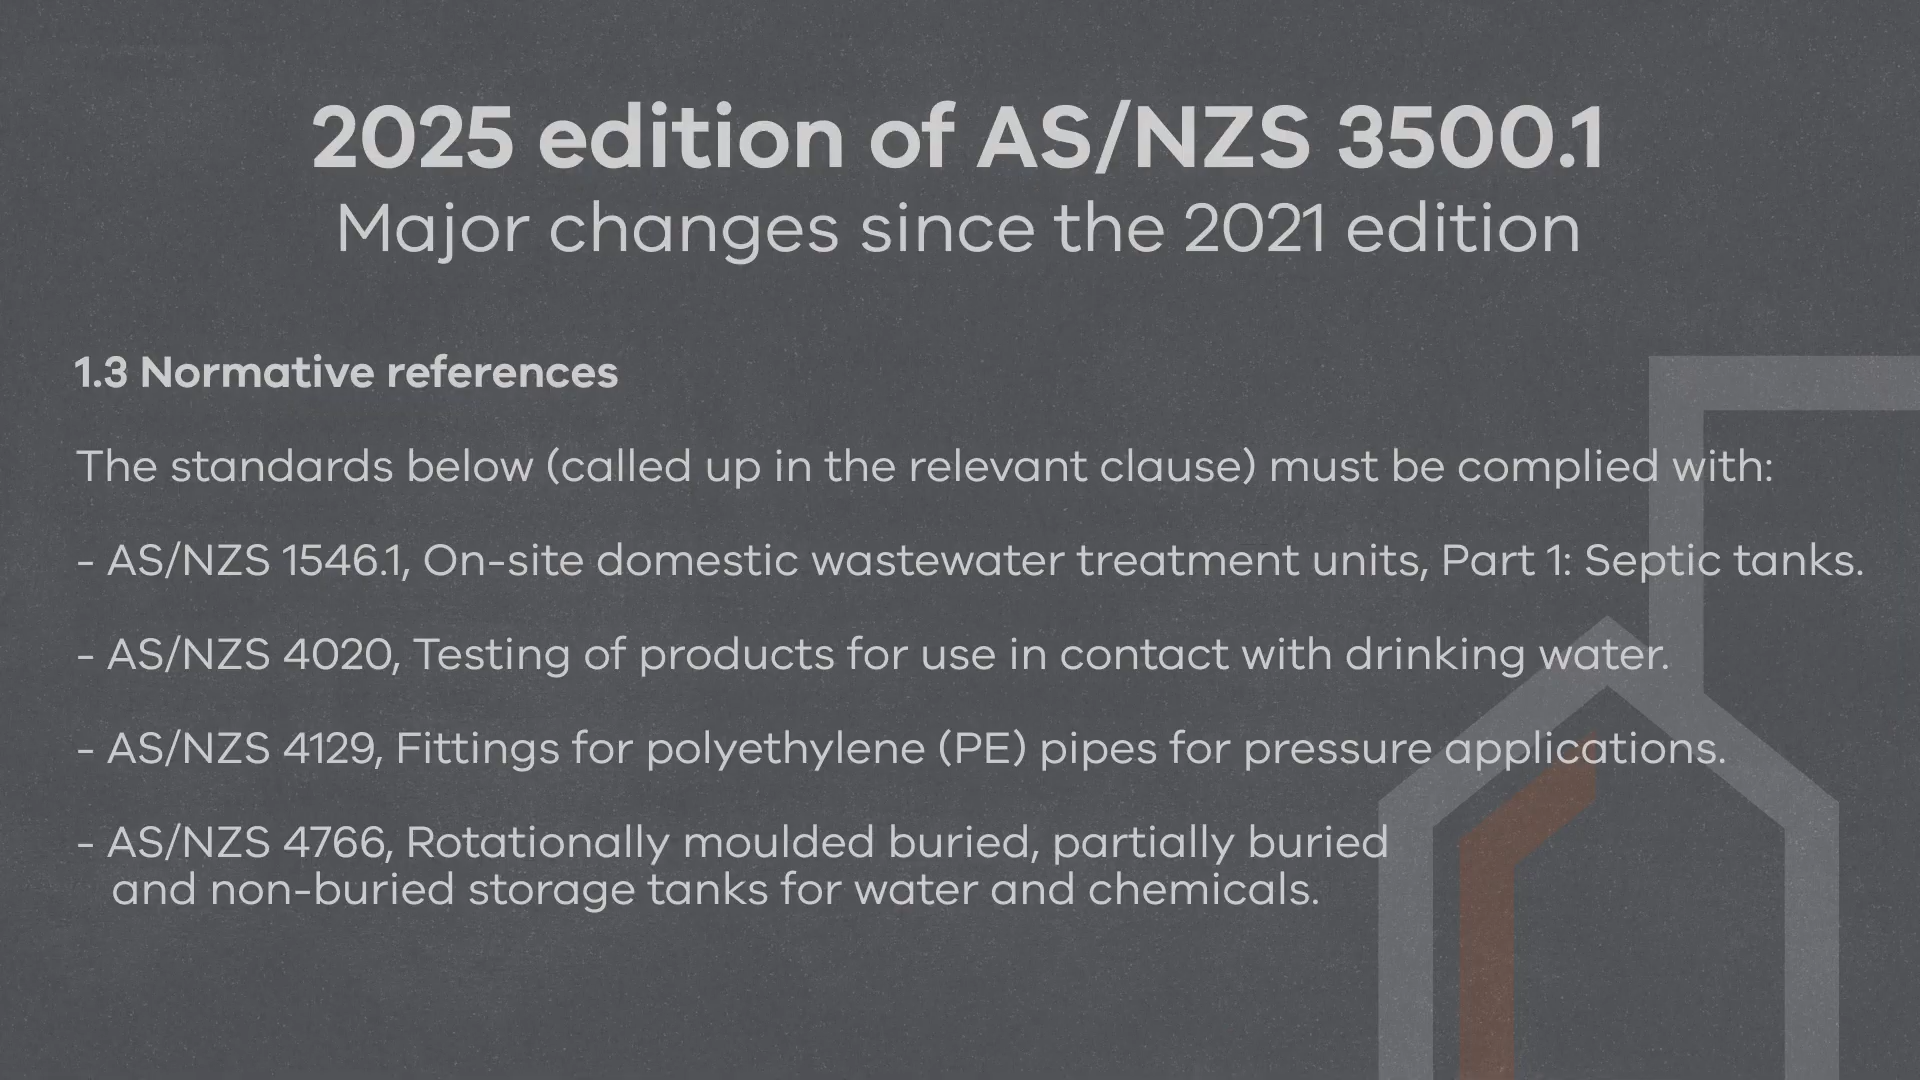 2025 edition of AS/NZS 3500.1
Major changes since the 2021 edition
1.3 Normative references
The standards below (called up in the relevant clause) must be complied with:
- AS/NZS 1546.1, On-site domestic wastewater treatment units, Part 1: Septic tanks.
- AS/NZS 4020, Testing of products for use in contact with drinking water.
- AS/NZS 4129, Fittings for polyethylene (PE) pipes for pressure applications.
- AS/NZS 4766, Rotationally moulded buried, partially buried
and non-buried storage tanks for water and chemicals.